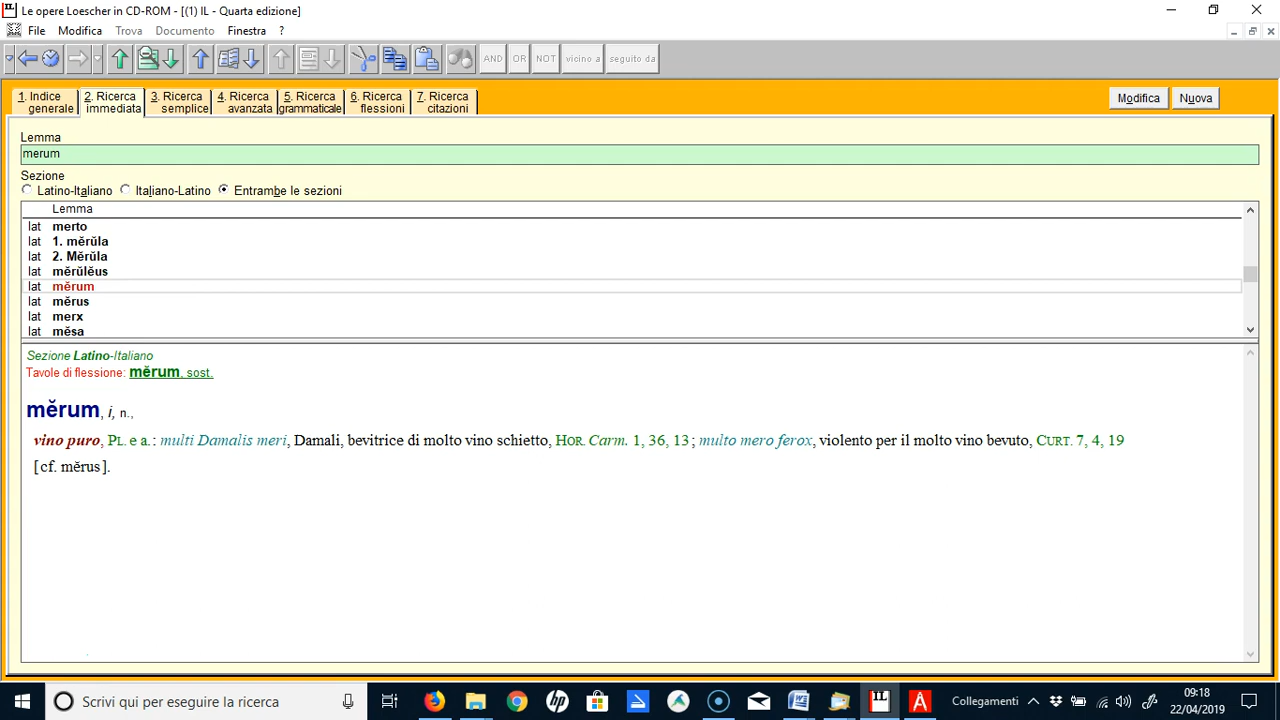 Le opere Loescher in CD-ROM - [(1) IL - Quarta edizione]
File Modifica Trova Documento Finestra ?
AND OR NOT vicino a seguito da
1. Indice generale 2. Ricerca immediata 3. Ricerca semplice 4. Ricerca avanzata 5. Ricerca grammaticale 6. Ricerca flessioni 7. Ricerca citazioni Modifica Nuova
Lemma
merum
Sezione
Latino-Italiano Italiano-Latino Entrambe le sezioni
Lemma
lat merto
lat 1. mĕrŭla
lat 2. Mĕrŭla
lat mĕrŭlĕus
lat mĕrum
lat mĕrus
lat merx
lat mĕsa
Sezione Latino-Italiano
Tavole di flessione: mĕrum, sost.
mĕrum, i, n.,
vino puro, PL. e a.: multi Damalis meri, Damali, bevitrice di molto vino schietto, HOR. Carm. 1, 36, 13; multo mero ferox, violento per il molto vino bevuto, CURT. 7, 4, 19
[cf. mĕrus].
Scrivi qui per eseguire la ricerca
Collegamenti
09:18
22/04/2019